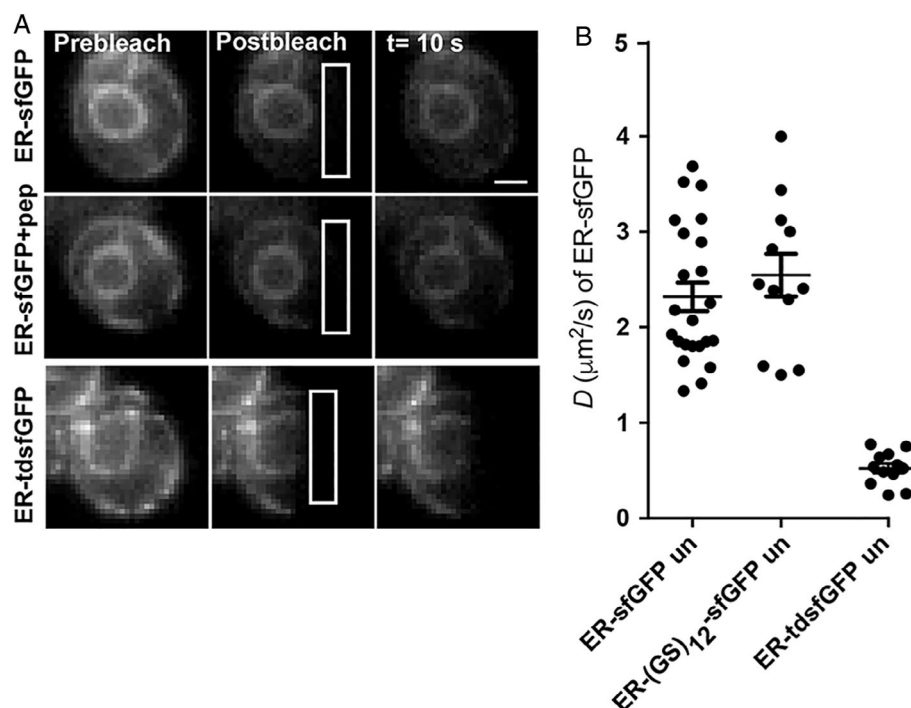 A
Prebleach
Postbleach
t= 10 s
ER-sfGFP
ER-sfGFP+pep
ER-tdsfGFP
B
D (µm²/s) of ER-sfGFP
5
4
3
2
1
0
ER-sfGFP un
ER-(GS)₁₂-sfGFP un
ER-tdsfGFP un